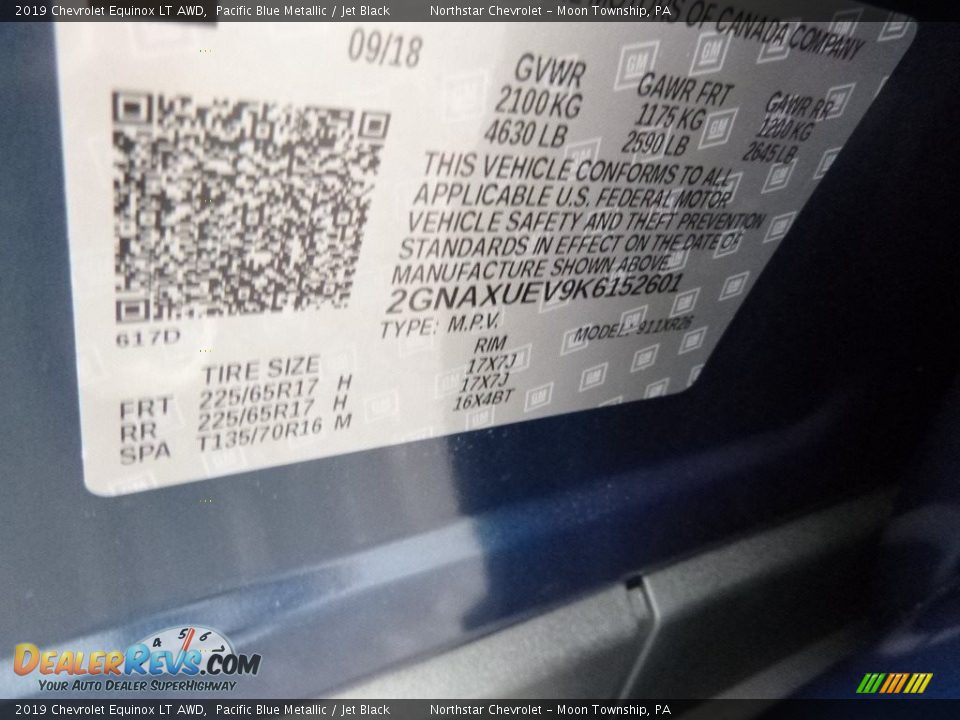 2019 Chevrolet Equinox LT AWD, Pacific Blue Metallic / Jet Black Northstar Chevrolet – Moon Township, PA
OF CANADA COMPANY
09/18
GVWR GAWR FRT GAWR RR
2100 KG 1175 KG 1200 KG
4630 LB 2590 LB 2645 LB
THIS VEHICLE CONFORMS TO ALL
APPLICABLE U.S. FEDERAL MOTOR
VEHICLE SAFETY AND THEFT PREVENTION
STANDARDS IN EFFECT ON THE DATE OF
MANUFACTURE SHOWN ABOVE.
2GNAXUEV9K6152601
TYPE: M.P.V. MODEL: 911XR26
617D
TIRE SIZE RIM
FRT 225/65R17 H 17X7J
RR 225/65R17 H 17X7J
SPA T135/70R16 M 16X4BT
GM
4 5 6
DealerRevs.com
Your Auto Dealer SuperHighway
2019 Chevrolet Equinox LT AWD, Pacific Blue Metallic / Jet Black Northstar Chevrolet – Moon Township, PA